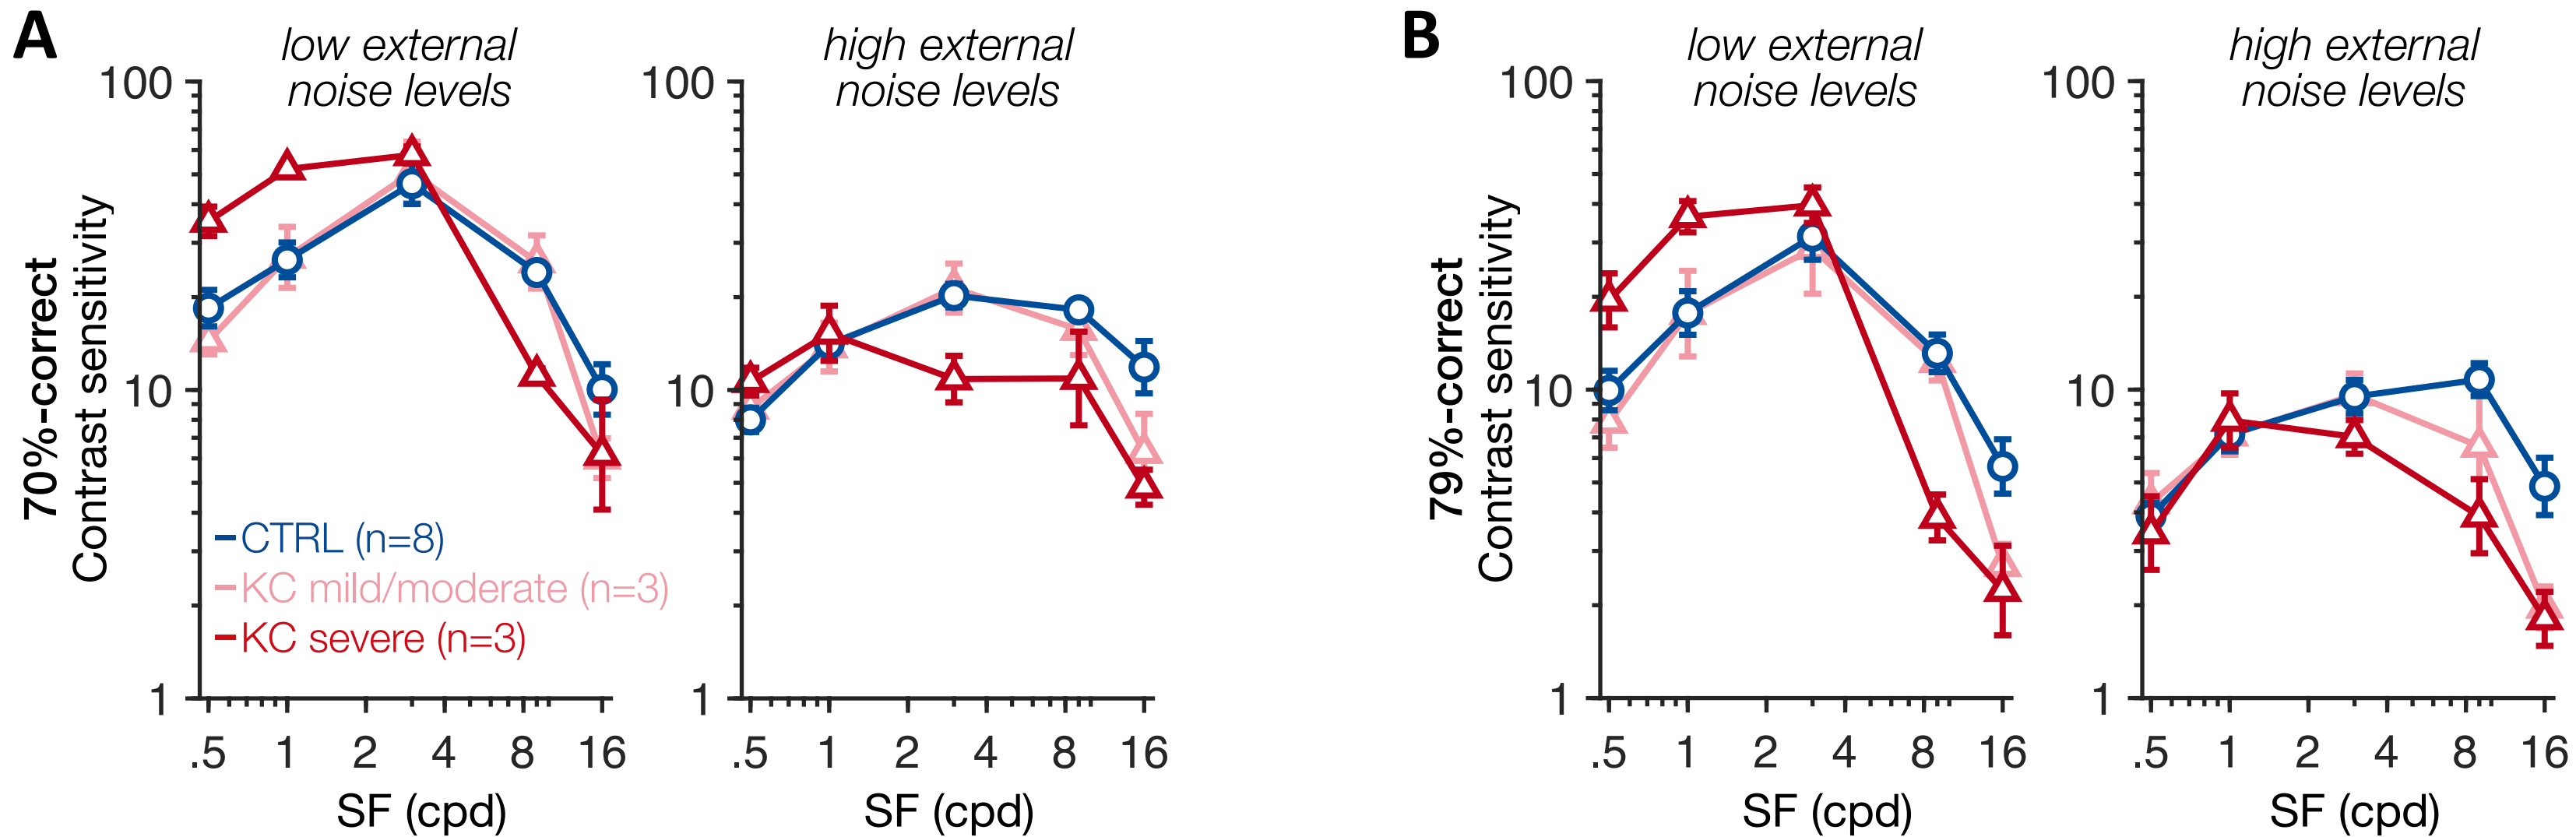 A
low external
noise levels
70%-correct
Contrast sensitivity
100
10
1
.5 1 2 4 8 16
SF (cpd)
CTRL (n=8)
KC mild/moderate (n=3)
KC severe (n=3)
high external
noise levels
100
10
1
.5 1 2 4 8 16
SF (cpd)
B
low external
noise levels
79%-correct
Contrast sensitivity
100
10
1
.5 1 2 4 8 16
SF (cpd)
high external
noise levels
100
10
1
.5 1 2 4 8 16
SF (cpd)